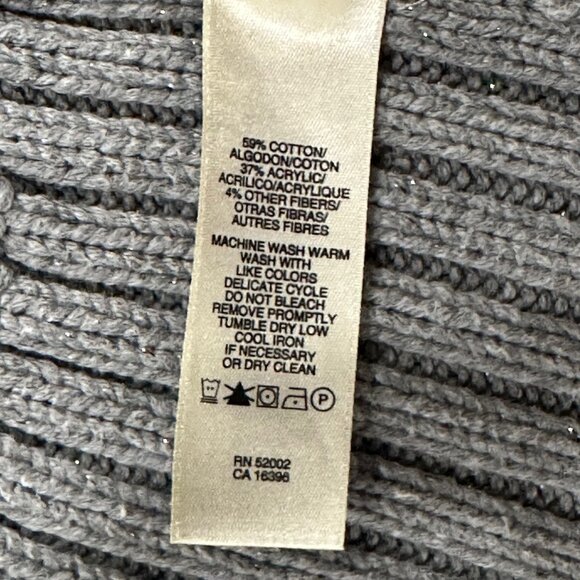 59% COTTON/
ALGODON/COTON
37% ACRYLIC/
ACRILICO/ACRYLIQUE
4% OTHER FIBERS/
OTRAS FIBRAS/
AUTRES FIBRES
MACHINE WASH WARM
WASH WITH
LIKE COLORS
DELICATE CYCLE
DO NOT BLEACH
REMOVE PROMPTLY
TUMBLE DRY LOW
COOL IRON
IF NECESSARY
OR DRY CLEAN
P
RN 52002
CA 16396